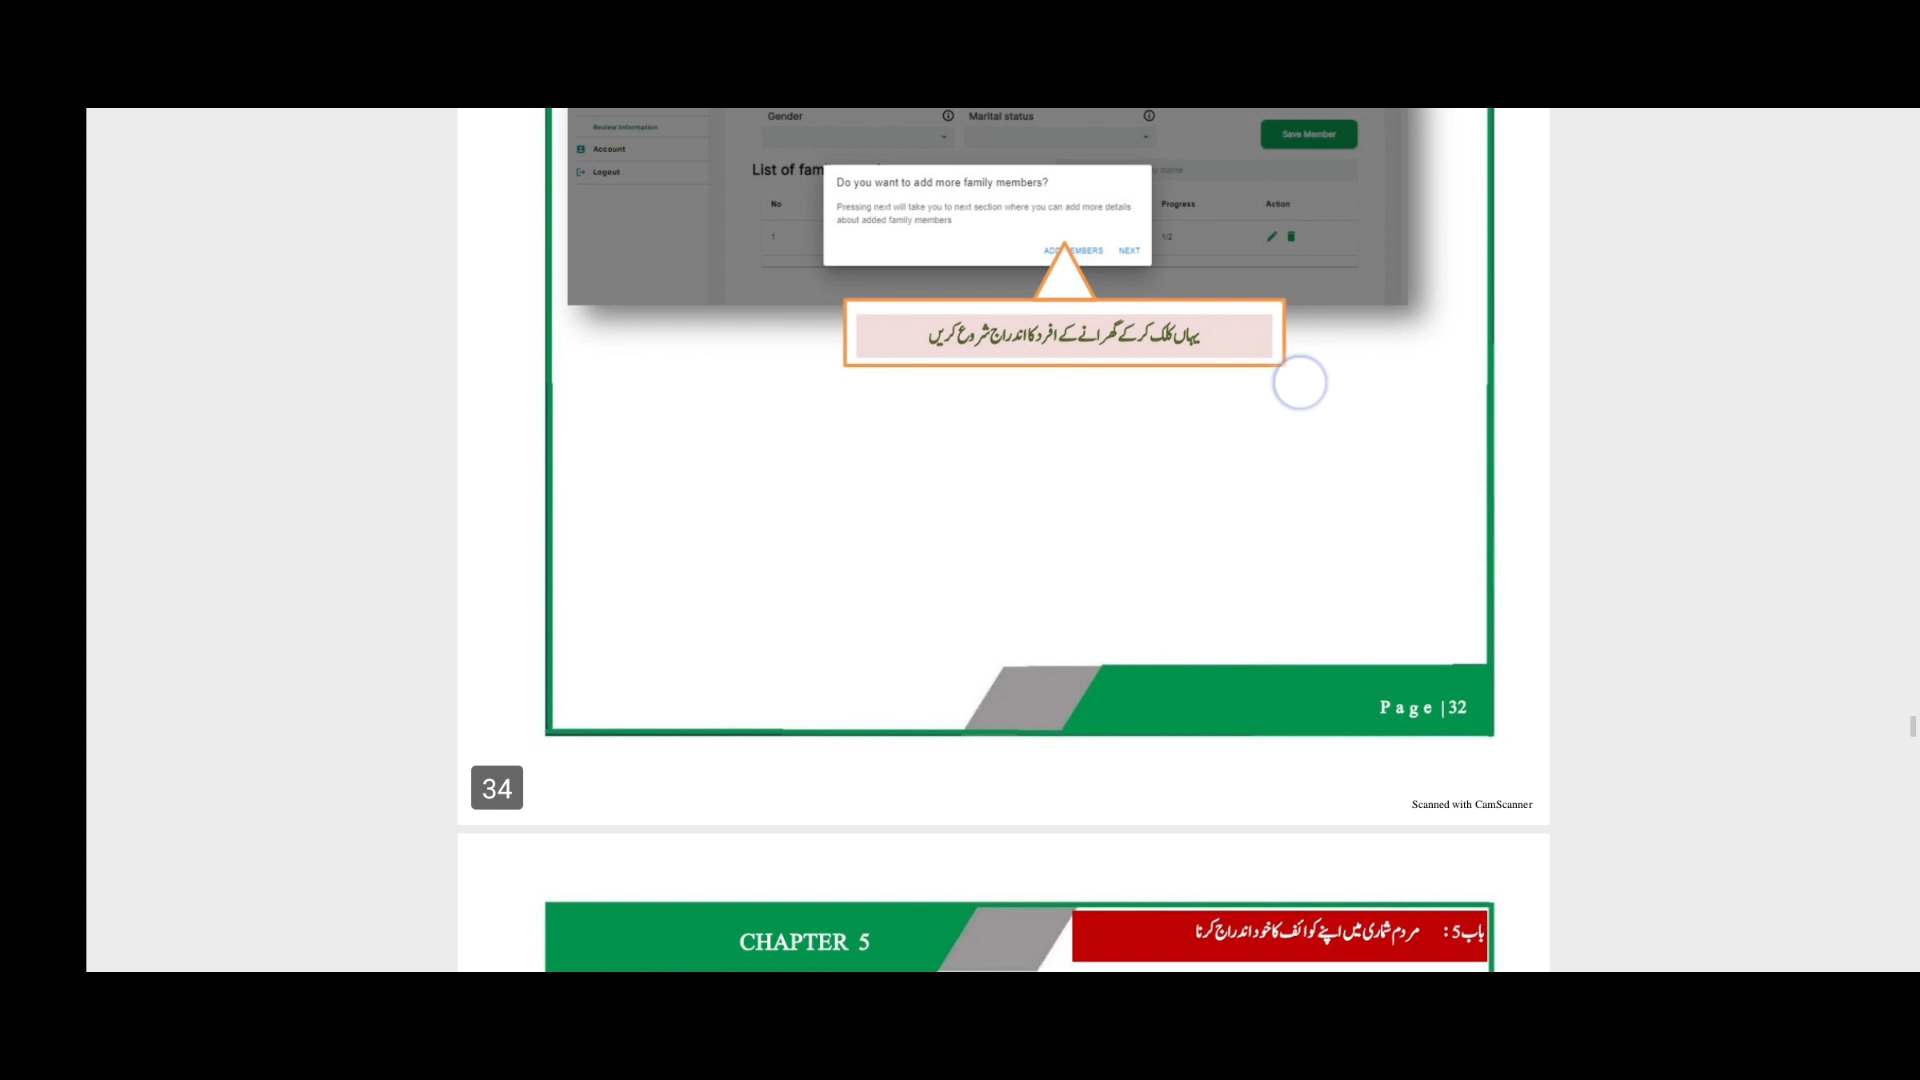 Gender
Marital status
Review Information
Save Member
Account
Logout
List of fam
name
Do you want to add more family members?
Pressing next will take you to next section where you can add more details
about added family members
No
Progress
Action
1
1/2
NEXT
یہاں کلک کر کے گھرانے کے افرد کا اندراج شروع کریں
Page |32
34
Scanned with CamScanner
CHAPTER 5
باب 5 : مردم شماری میں اپنے کوائف کا خود اندراج کرنا